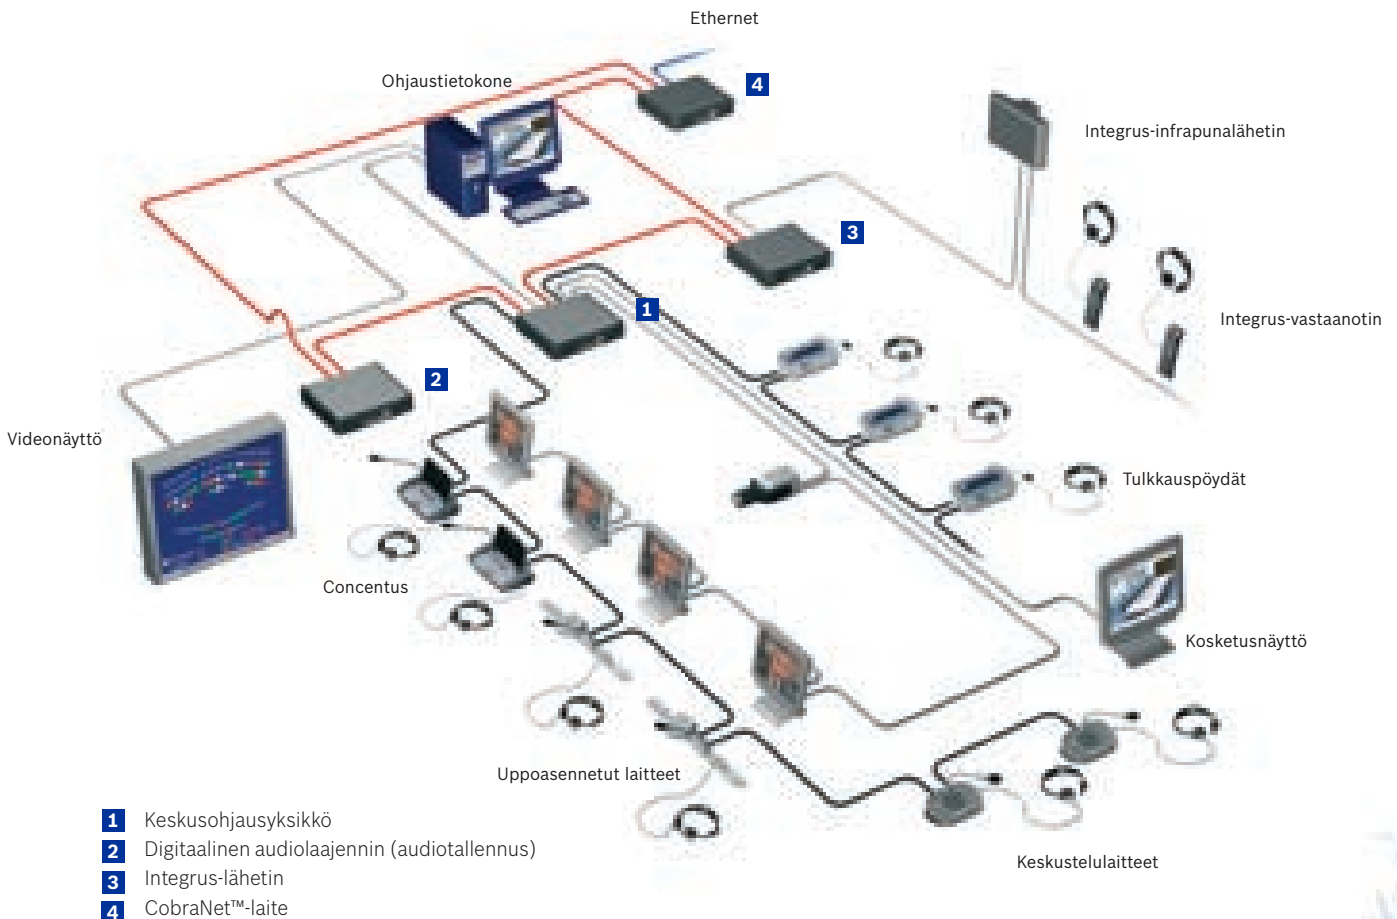 Ethernet
Ohjaustietokone
4
Integrus-infrapunalähetin
3
1
Integrus-vastaanotin
2
Videonäyttö
Tulkkauspöydät
Concentus
Kosketusnäyttö
Uppoasennetut laitteet
1 Keskusohjausyksikkö
2 Digitaalinen audiolaajennin (audiotallennus)
Keskustelulaitteet
3 Integrus-lähetin
4 CobraNet™-laite